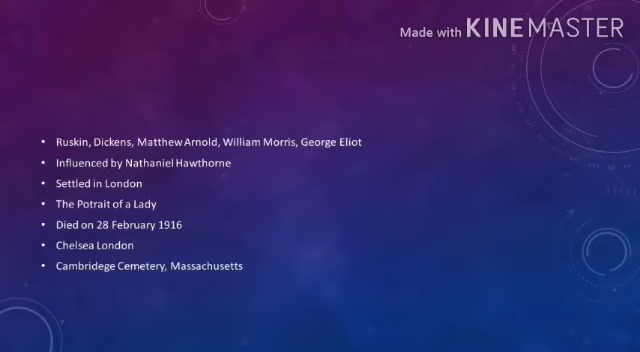 Made with KINEMASTER
• Ruskin, Dickens, Matthew Arnold, William Morris, George Eliot
• Influenced by Nathaniel Hawthorne
• Settled in London
• The Potrait of a Lady
• Died on 28 February 1916
• Chelsea London
• Cambridege Cemetery, Massachusetts